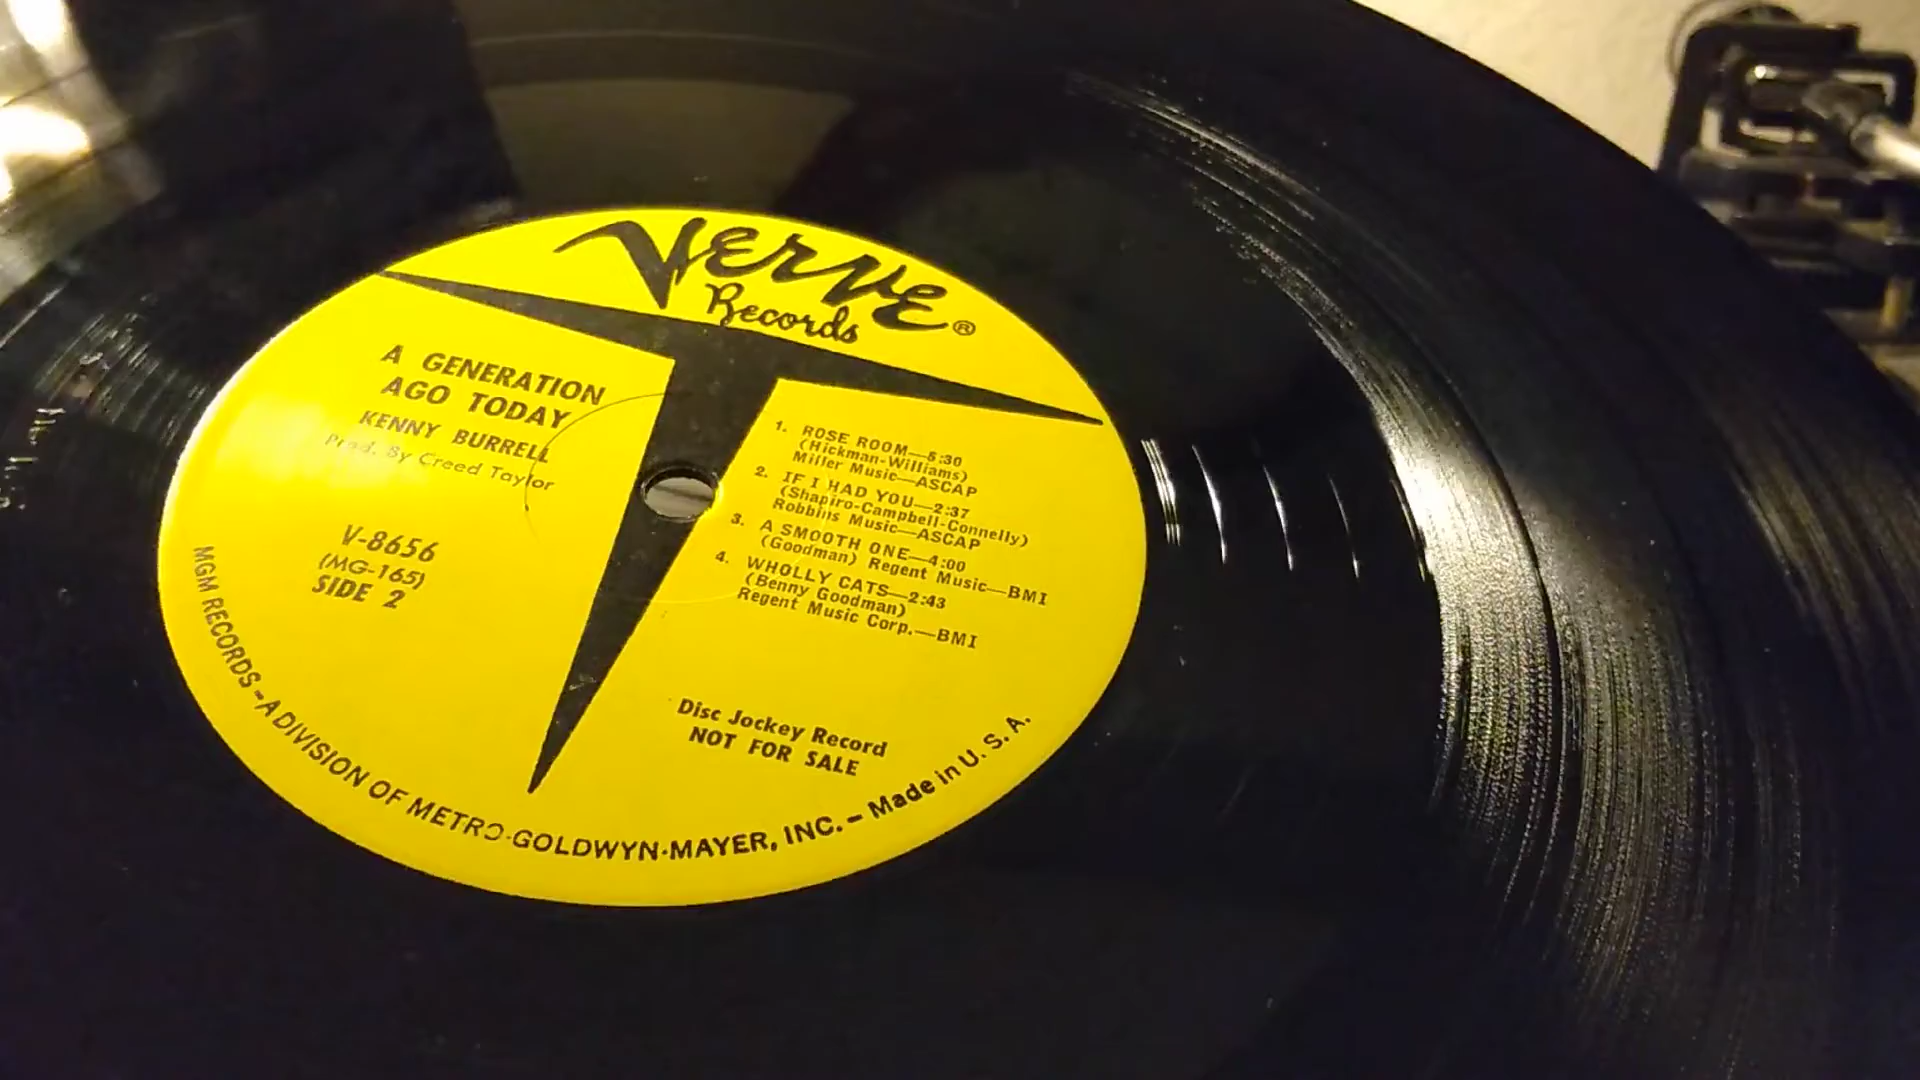 Verve
Records®
A GENERATION
AGO TODAY
KENNY BURRELL
Prod. By Creed Taylor
V-8656
(MG-165)
SIDE 2
1. ROSE ROOM—5:30
(Hickman-Williams)
Miller Music—ASCAP
2. IF I HAD YOU—2:37
(Shapiro-Campbell-Connelly)
Robbins Music—ASCAP
3. A SMOOTH ONE—4:00
(Goodman) Regent Music—BMI
4. WHOLLY CATS—2:43
(Benny Goodman)
Regent Music Corp.—BMI
Disc Jockey Record
NOT FOR SALE
MGM RECORDS – A DIVISION OF METRO-GOLDWYN-MAYER, INC. – Made in U. S. A.